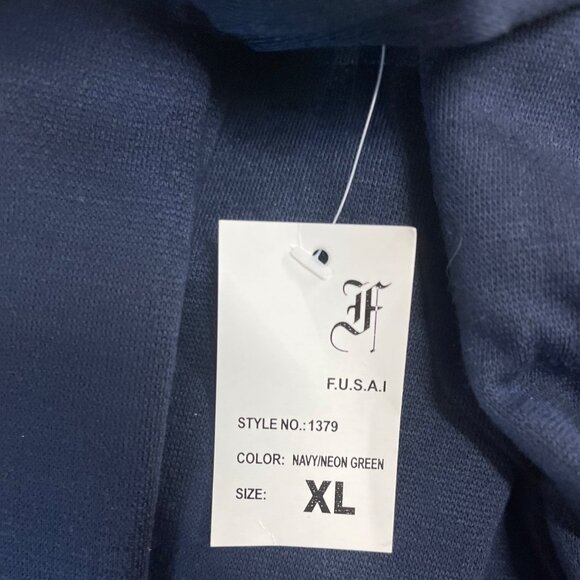 F
F.U.S.A.I
STYLE NO.:1379
COLOR: NAVY/NEON GREEN
SIZE: XL